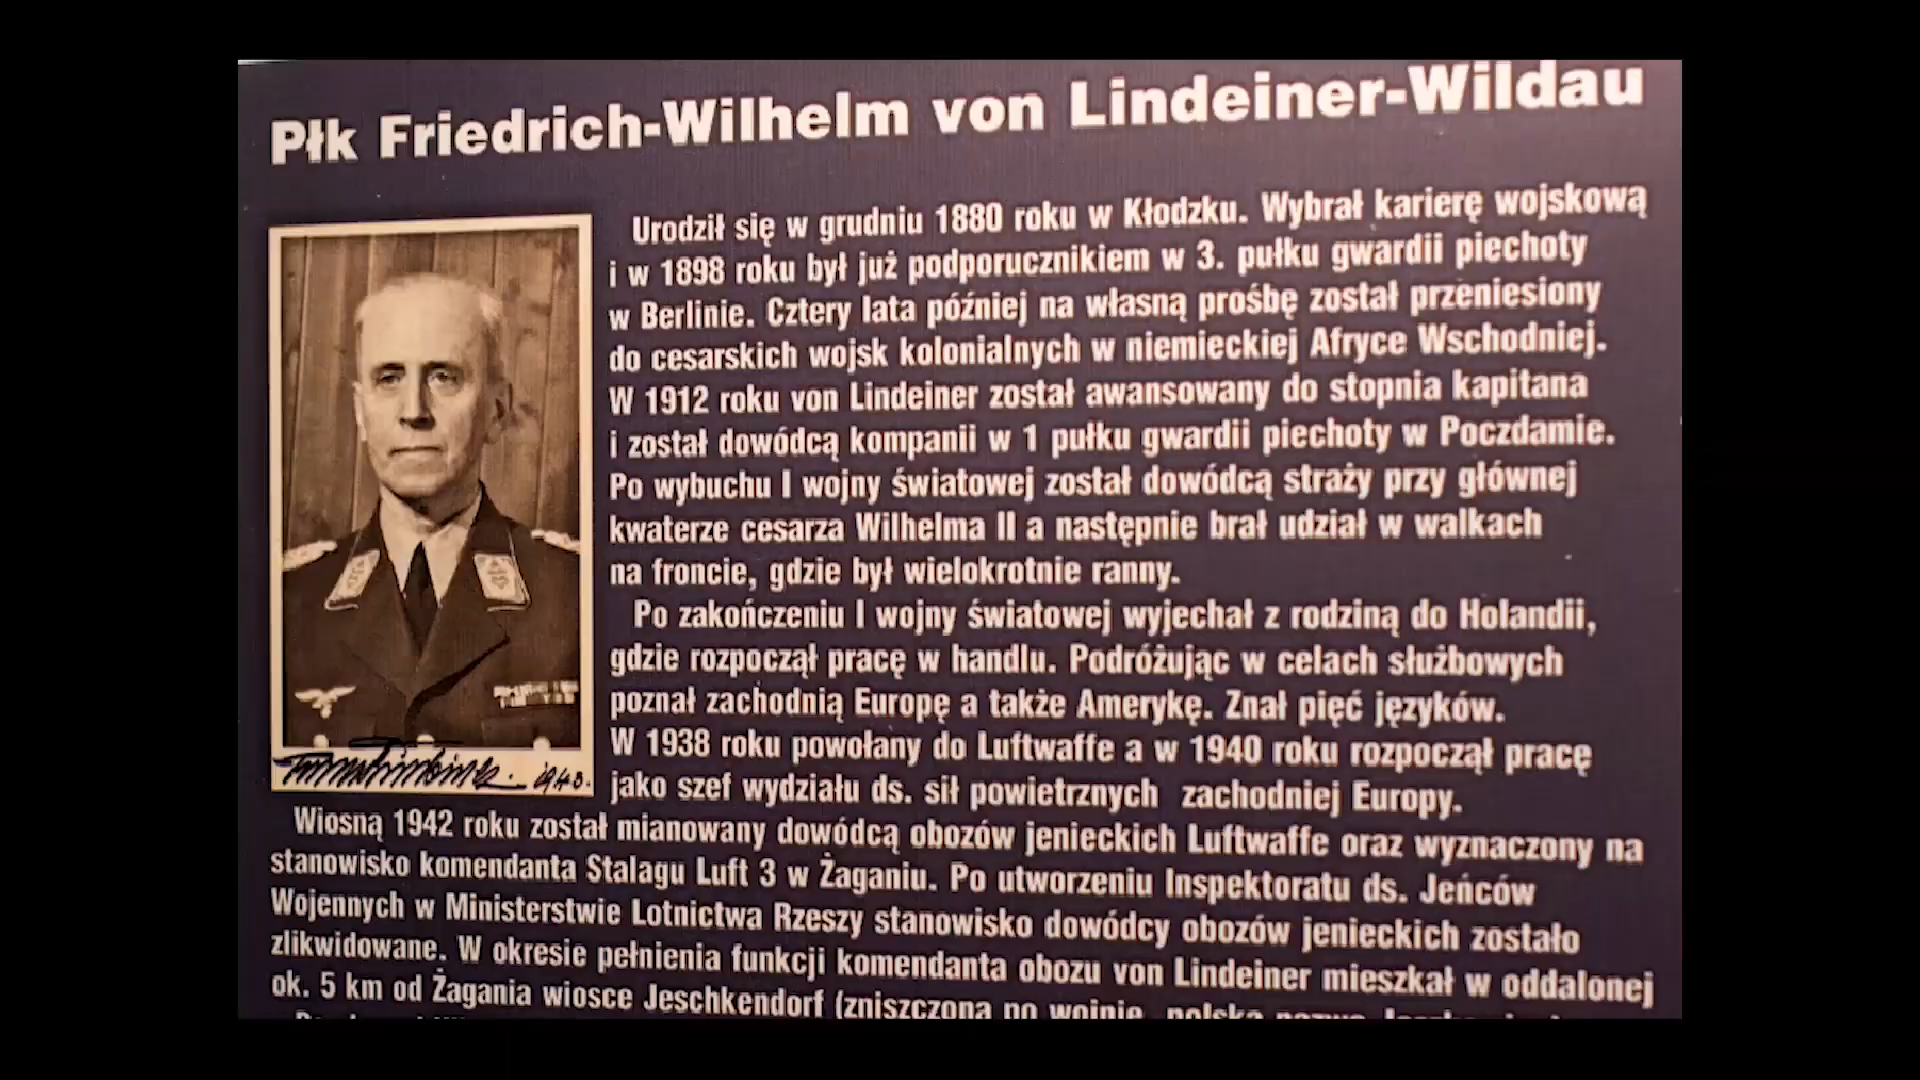 Płk Friedrich-Wilhelm von Lindeiner-Wildau
Urodził się w grudniu 1880 roku w Kłodzku. Wybrał karierę wojskową
i w 1898 roku był już podporucznikiem w 3. pułku gwardii piechoty
w Berlinie. Cztery lata później na własną prośbę został przeniesiony
do cesarskich wojsk kolonialnych w niemieckiej Afryce Wschodniej.
W 1912 roku von Lindeiner został awansowany do stopnia kapitana
i został dowódcą kompanii w 1 pułku gwardii piechoty w Poczdamie.
Po wybuchu I wojny światowej został dowódcą straży przy głównej
kwaterze cesarza Wilhelma II a następnie brał udział w walkach
na froncie, gdzie był wielokrotnie ranny.
Po zakończeniu I wojny światowej wyjechał z rodziną do Holandii,
gdzie rozpoczął pracę w handlu. Podróżując w celach służbowych
poznał zachodnią Europę a także Amerykę. Znał pięć języków.
W 1938 roku powołany do Luftwaffe a w 1940 roku rozpoczął pracę
jako szef wydziału ds. sił powietrznych zachodniej Europy.
Wiosną 1942 roku został mianowany dowódcą obozów jenieckich Luftwaffe oraz wyznaczony na
stanowisko komendanta Stalagu Luft 3 w Żaganiu. Po utworzeniu Inspektoratu ds. Jeńców
Wojennych w Ministerstwie Lotnictwa Rzeszy stanowisko dowódcy obozów jenieckich zostało
zlikwidowane. W okresie pełnienia funkcji komendanta obozu von Lindeiner mieszkał w oddalonej
ok. 5 km od Żagania wiosce Jeschkendorf (zniszczona po wojnie, polska nazwa